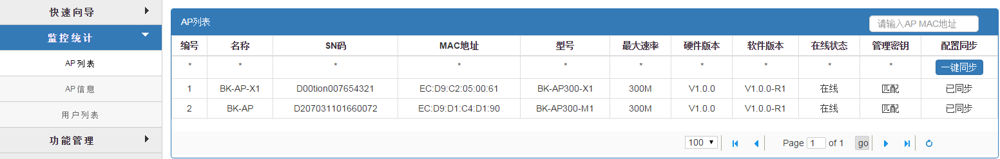 快速向导
监控统计
AP列表
AP信息
用户列表
功能管理
AP列表 请输入AP MAC地址
编号 名称 SN码 MAC地址 型号 最大速率 硬件版本 软件版本 在线状态 管理密钥 配置同步
* * * * * * * * * * 一键同步
1 BK-AP-X1 D00tion007654321 EC:D9:C2:05:00:61 BK-AP300-X1 300M V1.0.0 V1.0.0-R1 在线 匹配 已同步
2 BK-AP D207031101660072 EC:D9:D1:C4:D1:90 BK-AP300-M1 300M V1.0.0 V1.0.0-R1 在线 匹配 已同步
100 Page 1 of 1 go